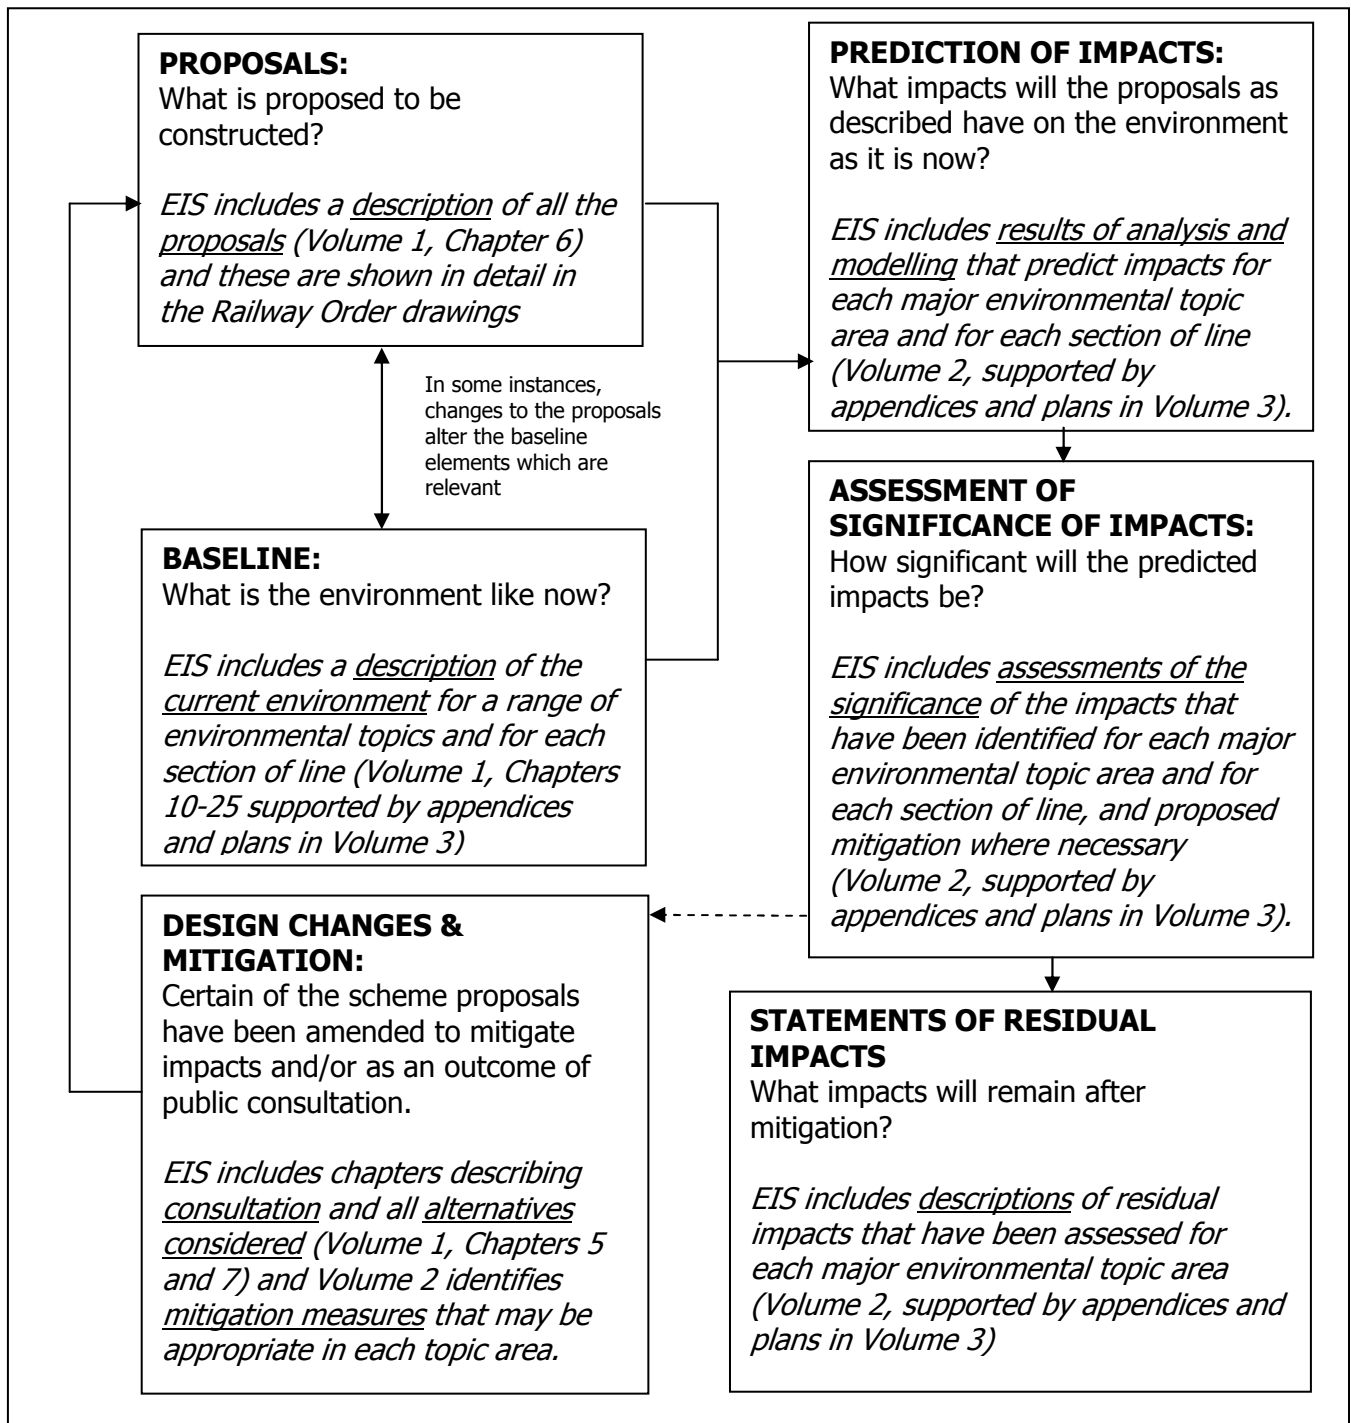 PROPOSALS:
What is proposed to be
constructed?
EIS includes a description of all the
proposals (Volume 1, Chapter 6)
and these are shown in detail in
the Railway Order drawings
In some instances,
changes to the proposals
alter the baseline
elements which are
relevant
BASELINE:
What is the environment like now?
EIS includes a description of the
current environment for a range of
environmental topics and for each
section of line (Volume 1, Chapters
10-25 supported by appendices
and plans in Volume 3)
DESIGN CHANGES &
MITIGATION:
Certain of the scheme proposals
have been amended to mitigate
impacts and/or as an outcome of
public consultation.
EIS includes chapters describing
consultation and all alternatives
considered (Volume 1, Chapters 5
and 7) and Volume 2 identifies
mitigation measures that may be
appropriate in each topic area.
PREDICTION OF IMPACTS:
What impacts will the proposals as
described have on the environment
as it is now?
EIS includes results of analysis and
modelling that predict impacts for
each major environmental topic
area and for each section of line
(Volume 2, supported by
appendices and plans in Volume 3).
ASSESSMENT OF
SIGNIFICANCE OF IMPACTS:
How significant will the predicted
impacts be?
EIS includes assessments of the
significance of the impacts that
have been identified for each major
environmental topic area and for
each section of line, and proposed
mitigation where necessary
(Volume 2, supported by
appendices and plans in Volume 3).
STATEMENTS OF RESIDUAL
IMPACTS
What impacts will remain after
mitigation?
EIS includes descriptions of residual
impacts that have been assessed for
each major environmental topic area
(Volume 2, supported by appendices and
plans in Volume 3)